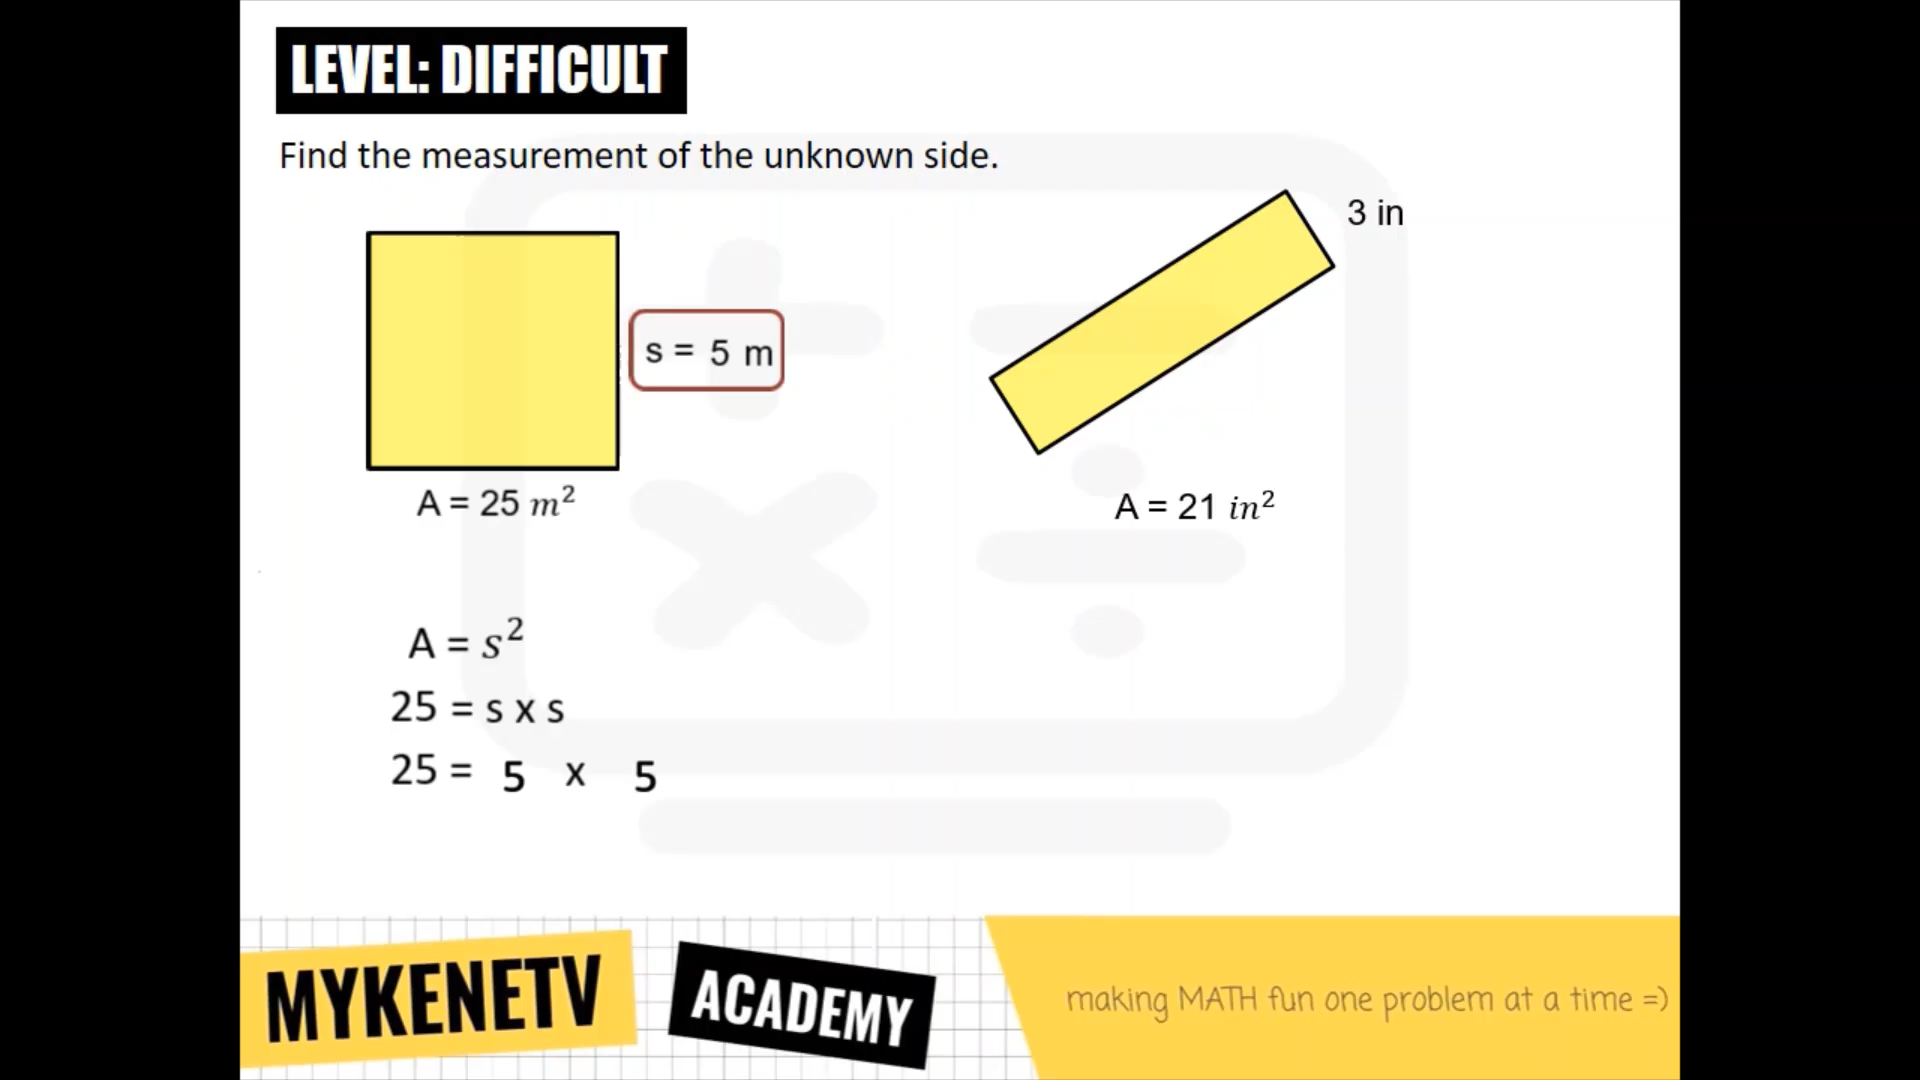 LEVEL: DIFFICULT
Find the measurement of the unknown side.
3 in
s = 5 m
A = 25 m²
A = 21 in²
A = s²
25 = s x s
25 = 5 x 5
MYKENETV ACADEMY
making MATH fun one problem at a time =)